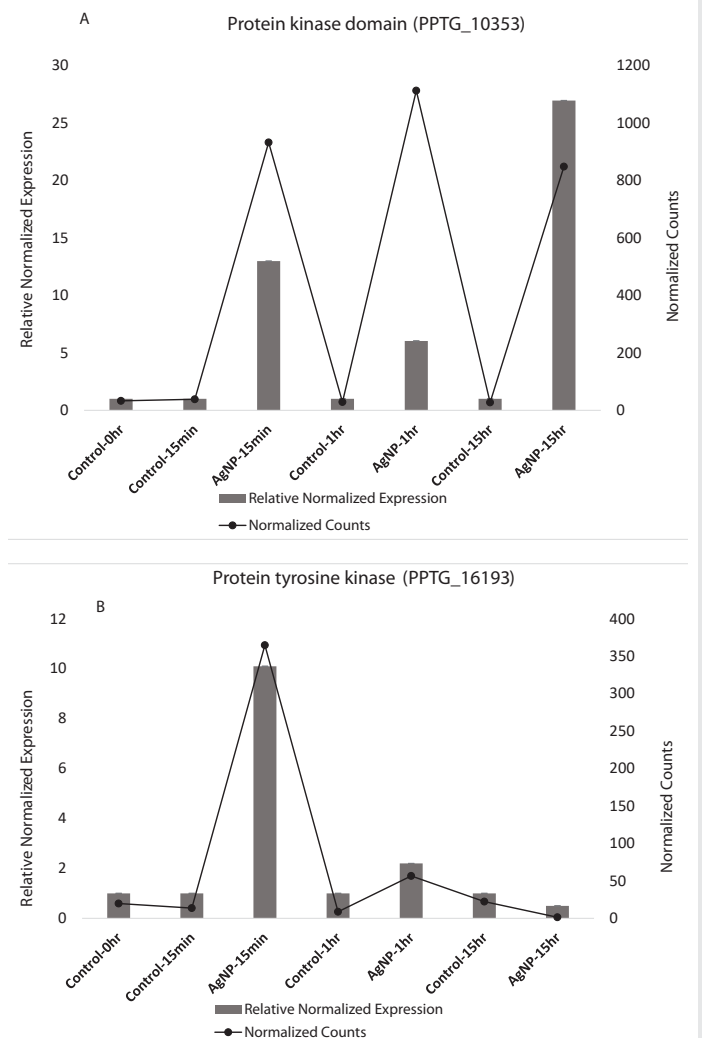 A
Protein kinase domain (PPTG_10353)
30
25
20
15
10
5
0
Relative Normalized Expression
1200
1000
800
600
400
200
0
Normalized Counts
Control-0hr
Control-15min
AgNP-15min
Control-1hr
AgNP-1hr
Control-15hr
AgNP-15hr
Relative Normalized Expression
Normalized Counts
Protein tyrosine kinase (PPTG_16193)
B
12
10
8
6
4
2
0
Relative Normalized Expression
400
350
300
250
200
150
100
50
0
Normalized Counts
Control-0hr
Control-15min
AgNP-15min
Control-1hr
AgNP-1hr
Control-15hr
AgNP-15hr
Relative Normalized Expression
Normalized Counts